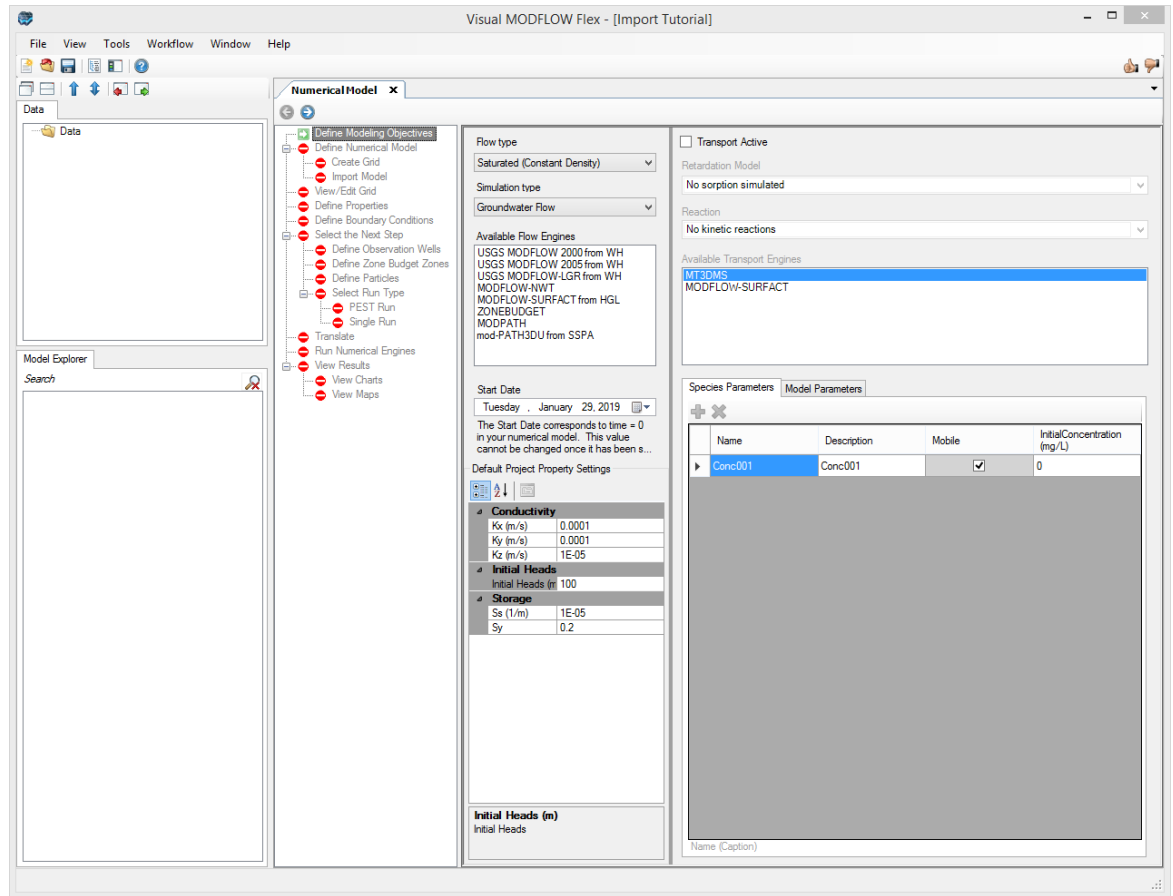 Visual MODFLOW Flex - [Import Tutorial]
File View Tools Workflow Window Help
Data
Data
Model Explorer
Search
Numerical Model X
Define Modeling Objectives
Define Numerical Model
Create Grid
Import Model
View/Edit Grid
Define Properties
Define Boundary Conditions
Select the Next Step
Define Observation Wells
Define Zone Budget Zones
Define Particles
Select Run Type
PEST Run
Single Run
Translate
Run Numerical Engines
View Results
View Charts
View Maps
Flow type
Saturated (Constant Density)
Simulation type
Groundwater Flow
Available Flow Engines
USGS MODFLOW 2000 from WH
USGS MODFLOW 2005 from WH
USGS MODFLOW-LGR from WH
MODFLOW-NWT
MODFLOW-SURFACT from HGL
ZONEBUDGET
MODPATH
mod-PATH3DU from SSPA
Start Date
Tuesday , January 29, 2019
The Start Date corresponds to time = 0
in your numerical model. This value
cannot be changed once it has been s...
Default Project Property Settings
Conductivity
Kx (m/s) 0.0001
Ky (m/s) 0.0001
Kz (m/s) 1E-05
Initial Heads
Initial Heads (m 100
Storage
Ss (1/m) 1E-05
Sy 0.2
Initial Heads (m)
Initial Heads
Transport Active
Retardation Model
No sorption simulated
Reaction
No kinetic reactions
Available Transport Engines
MT3DMS
MODFLOW-SURFACT
Species Parameters Model Parameters
Name Description Mobile InitialConcentration
(mg/L)
Conc001 Conc001 0
Name (Caption)